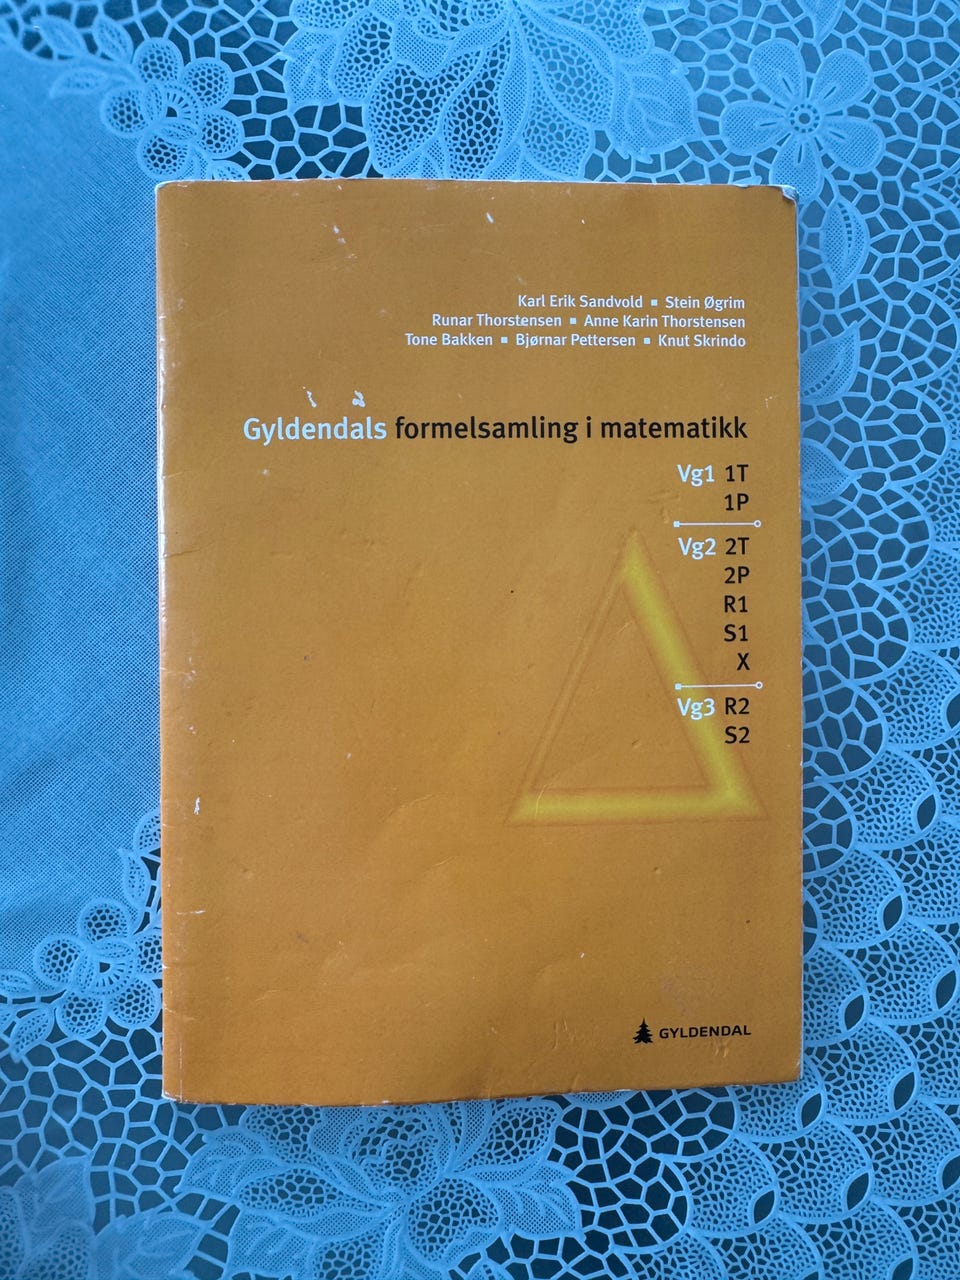 Karl Erik Sandvold ▪ Stein Øgrim
Runar Thorstensen ▪ Anne Karin Thorstensen
Tone Bakken ▪ Bjørnar Pettersen ▪ Knut Skrindo
Gyldendals formelsamling i matematikk
Vg1 1T
1P
Vg2 2T
2P
R1
S1
X
Vg3 R2
S2
GYLDENDAL